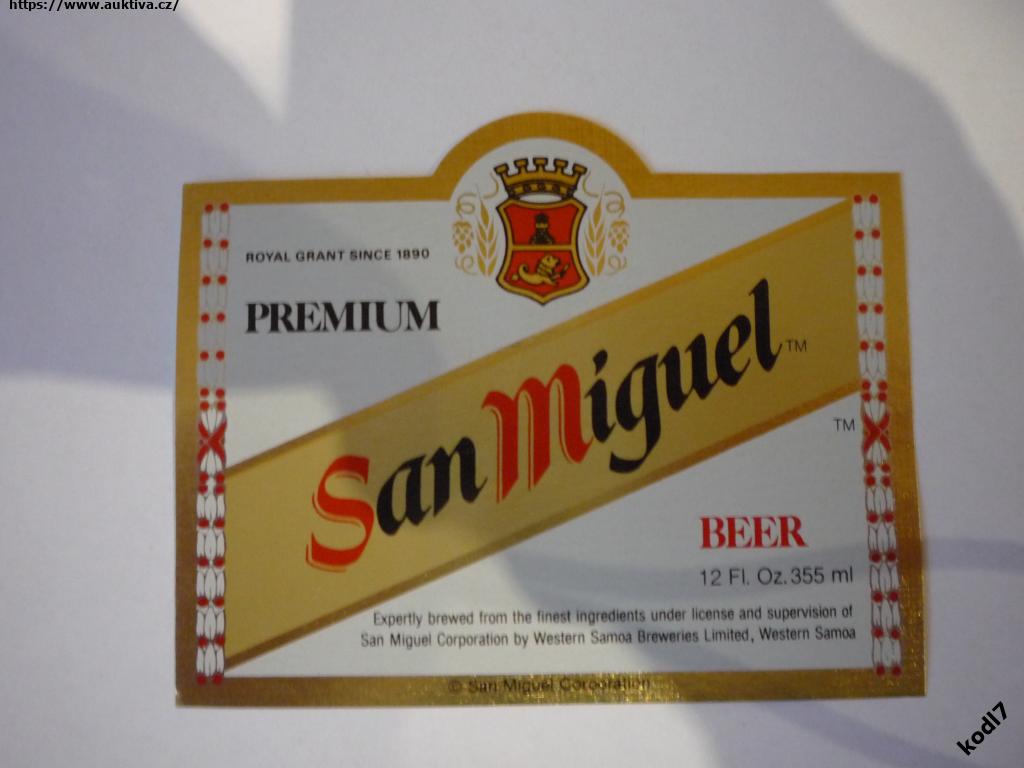 https://www.auktiva.cz/
ROYAL GRANT SINCE 1890
PREMIUM
San Miguel TM
TM
BEER
12 Fl. Oz. 355 ml
Expertly brewed from the finest ingredients under license and supervision of
San Miguel Corporation by Western Samoa Breweries Limited, Western Samoa
© San Miguel Corporation
kodl7